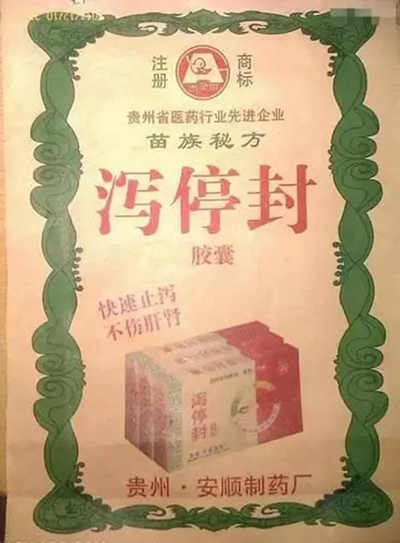 注册 商标
贵州省医药行业先进企业
苗族秘方
泻停封
胶囊
快速止泻
不伤肝肾
泻停封
贵州·安顺制药厂